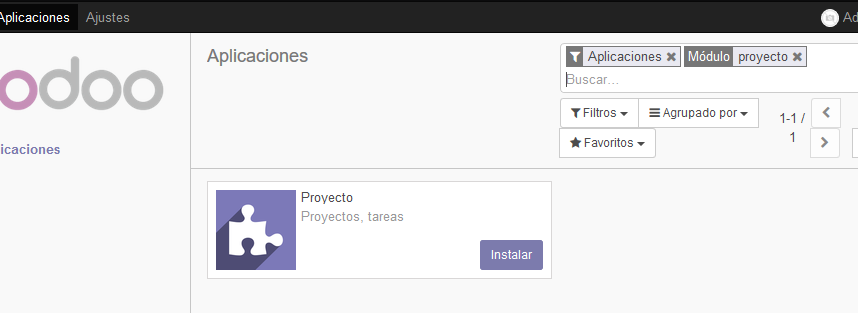 Aplicaciones Ajustes Ad
odoo
Aplicaciones
Aplicaciones Módulo proyecto
Buscar...
Filtros Agrupado por
1-1 / 1
Favoritos
icaciones
Proyecto
Proyectos, tareas
Instalar